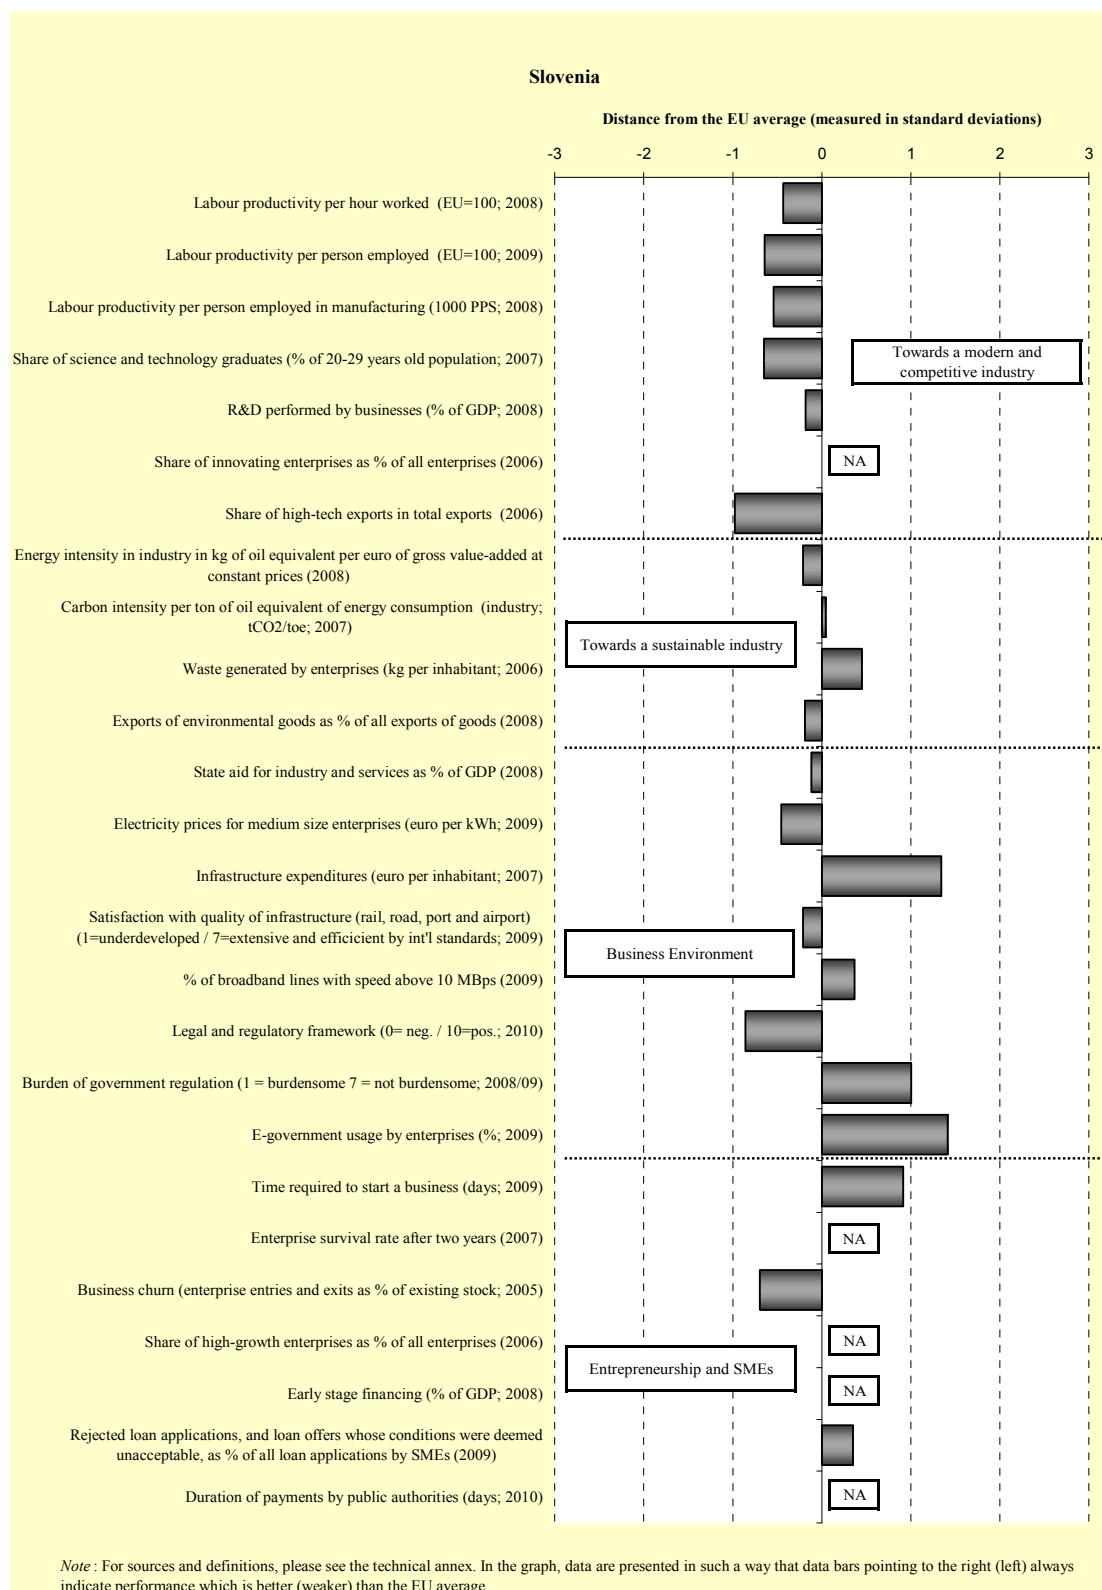 Slovenia
Distance from the EU average (measured in standard deviations)
-3 -2 -1 0 1 2 3
Labour productivity per hour worked (EU=100; 2008)
Labour productivity per person employed (EU=100; 2009)
Labour productivity per person employed in manufacturing (1000 PPS; 2008)
Share of science and technology graduates (% of 20-29 years old population; 2007)
Towards a modern and
competitive industry
R&D performed by businesses (% of GDP; 2008)
Share of innovating enterprises as % of all enterprises (2006)
NA
Share of high-tech exports in total exports (2006)
Energy intensity in industry in kg of oil equivalent per euro of gross value-added at
constant prices (2008)
Carbon intensity per ton of oil equivalent of energy consumption (industry;
tCO2/toe; 2007)
Towards a sustainable industry
Waste generated by enterprises (kg per inhabitant; 2006)
Exports of environmental goods as % of all exports of goods (2008)
State aid for industry and services as % of GDP (2008)
Electricity prices for medium size enterprises (euro per kWh; 2009)
Infrastructure expenditures (euro per inhabitant; 2007)
Satisfaction with quality of infrastructure (rail, road, port and airport)
(1=underdeveloped / 7=extensive and efficicient by int'l standards; 2009)
Business Environment
% of broadband lines with speed above 10 MBps (2009)
Legal and regulatory framework (0= neg. / 10=pos.; 2010)
Burden of government regulation (1 = burdensome 7 = not burdensome; 2008/09)
E-government usage by enterprises (%; 2009)
Time required to start a business (days; 2009)
Enterprise survival rate after two years (2007)
NA
Business churn (enterprise entries and exits as % of existing stock; 2005)
Share of high-growth enterprises as % of all enterprises (2006)
NA
Entrepreneurship and SMEs
Early stage financing (% of GDP; 2008)
NA
Rejected loan applications, and loan offers whose conditions were deemed
unacceptable, as % of all loan applications by SMEs (2009)
Duration of payments by public authorities (days; 2010)
NA
Note : For sources and definitions, please see the technical annex. In the graph, data are presented in such a way that data bars pointing to the right (left) always
indicate performance which is better (weaker) than the EU average